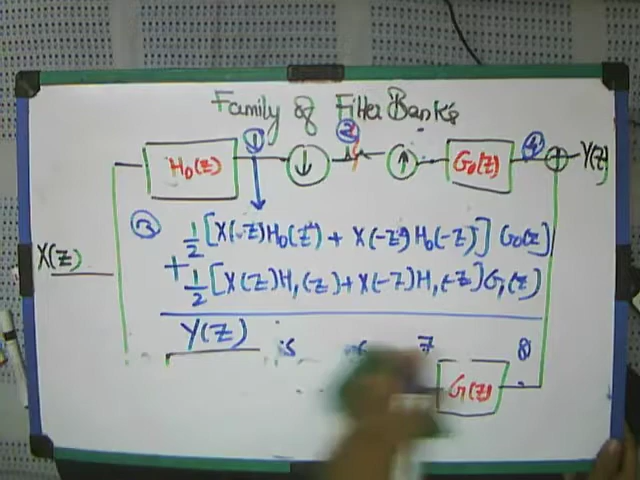 Family of Filter Banks
1 2
H₀(z) ↓ ↑ G₀(z) 4 + Y(z)
3
½[X(z)H₀(z) + X(-z)H₀(-z)] G₀(z)
X(z)
+½[X(z)H₁(z)+X(-z)H₁(-z)]G₁(z)
Y(z)
7 8
G(z)